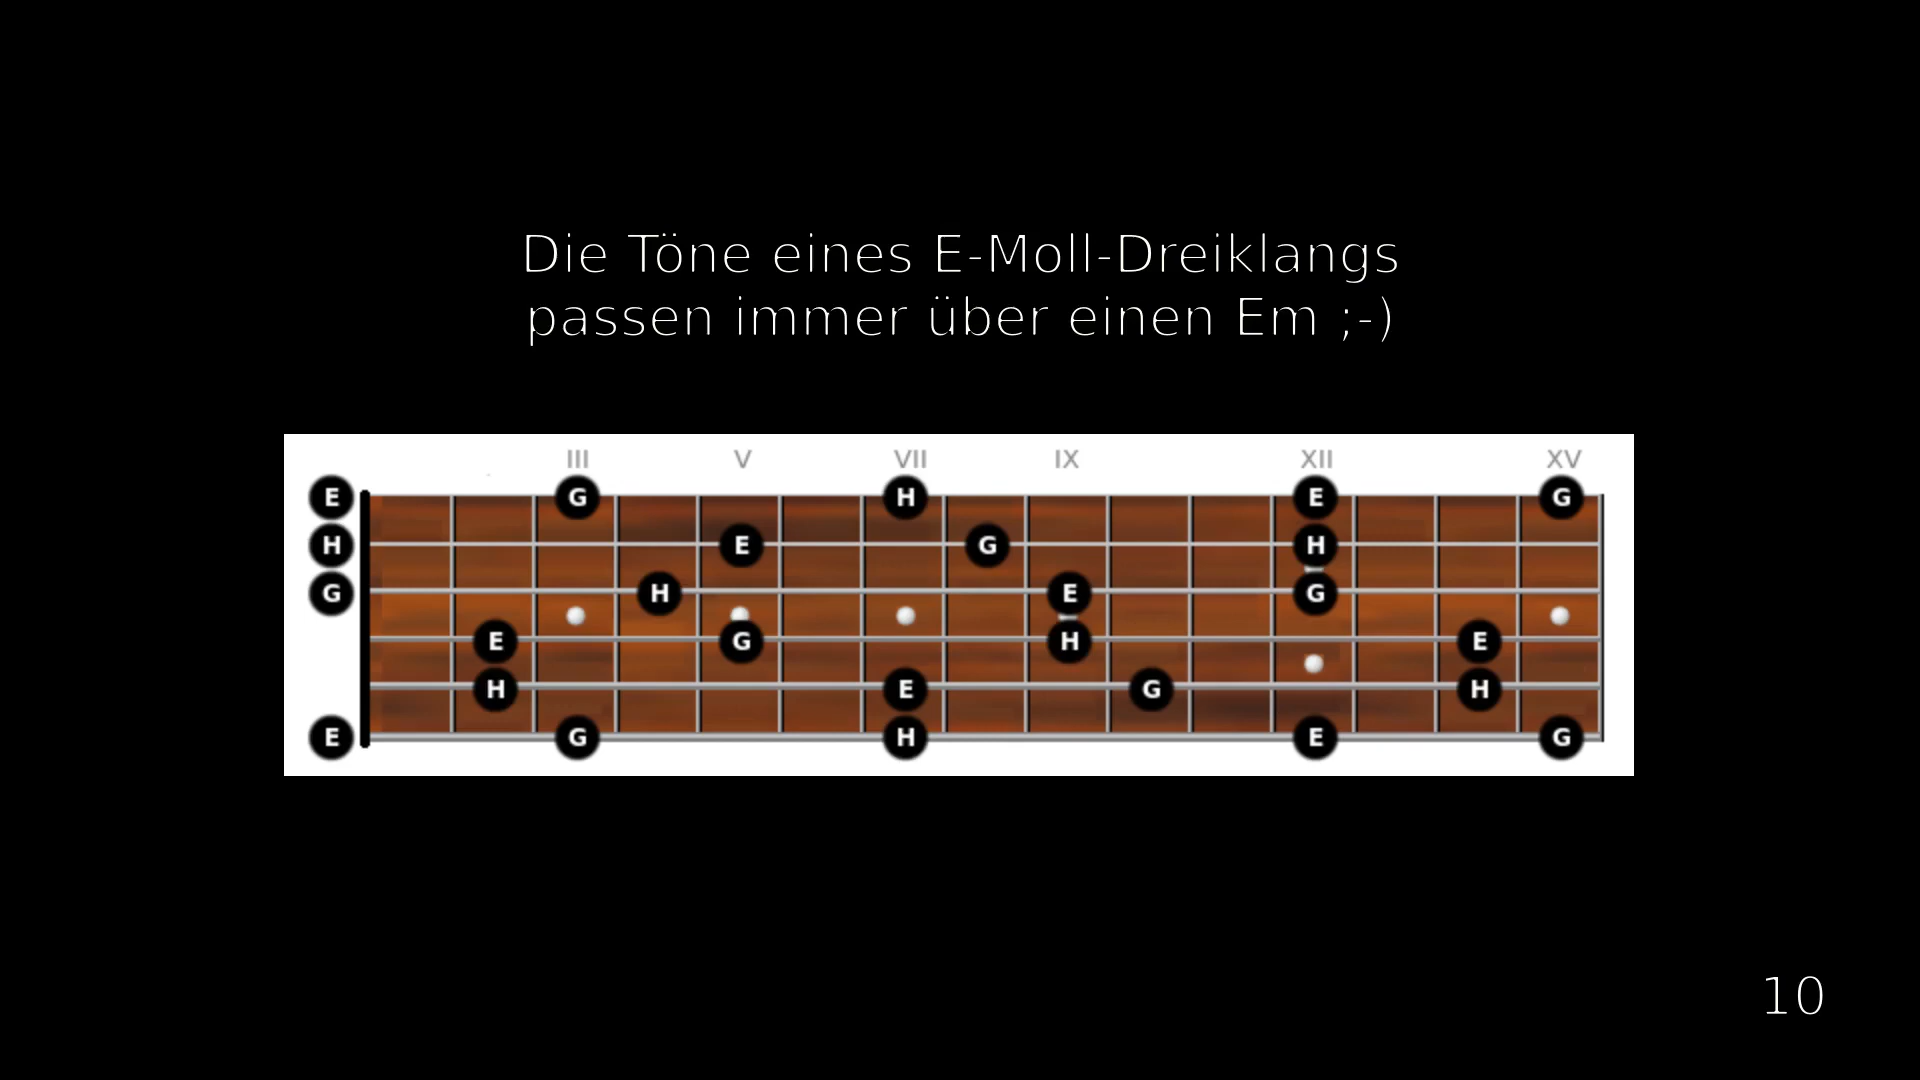 Die Töne eines E-Moll-Dreiklangs
passen immer über einen Em ;-)
III V VII IX XII XV
E G H E G
H E G H
G H E G
E G H E
H E G H
E G H E G
10